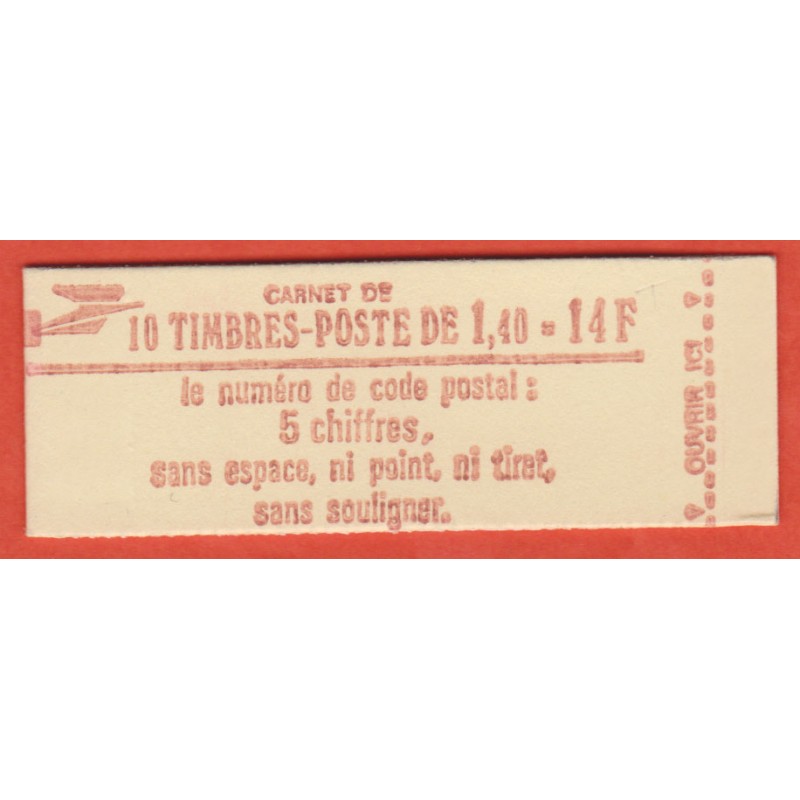 CARNET DE
10 TIMBRES-POSTE DE 1,40 = 14F
le numéro de code postal :
5 chiffres,
sans espace, ni point, ni tiret,
sans souligner.
OUVRIR ICI